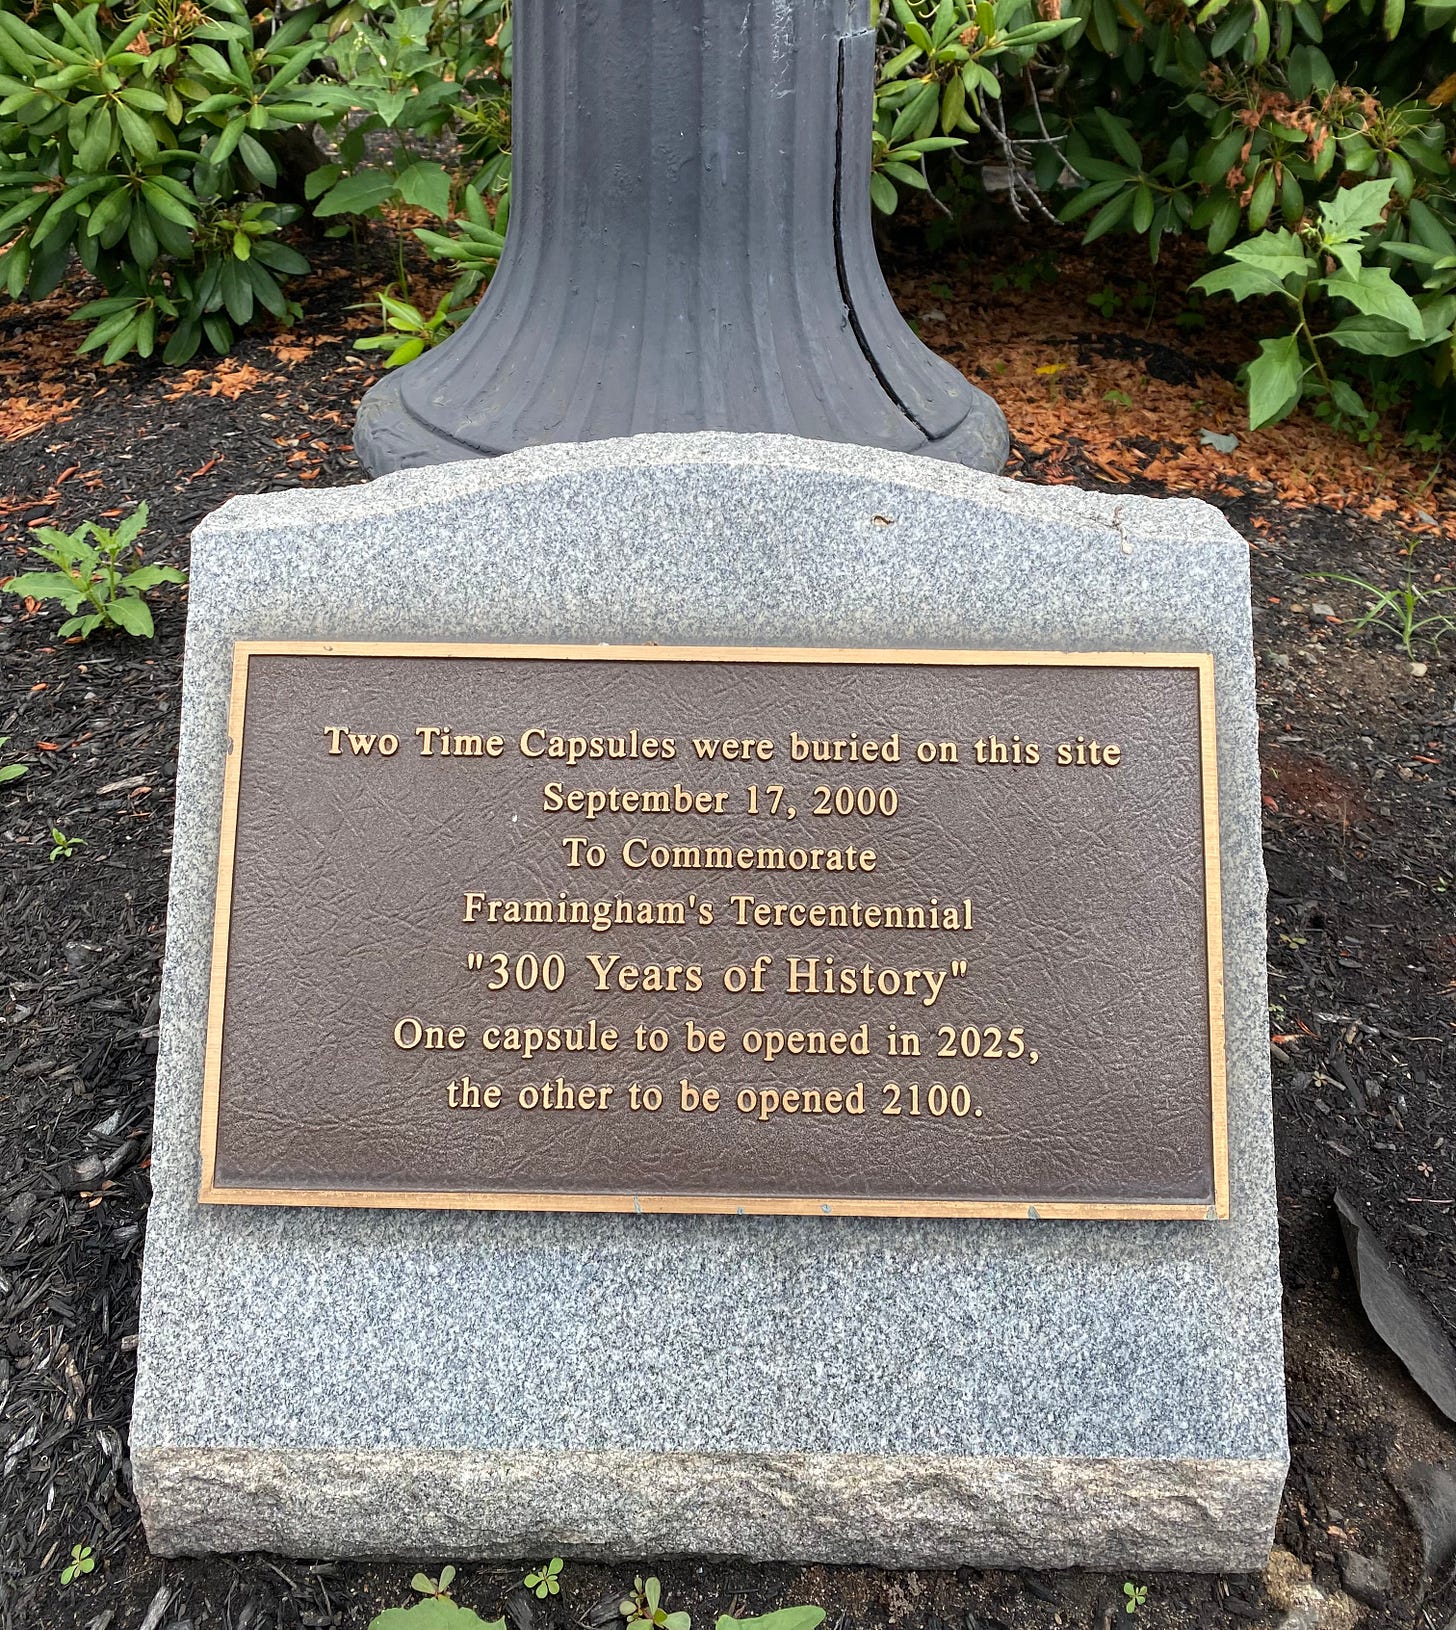 Two Time Capsules were buried on this site
September 17, 2000
To Commemorate
Framingham's Tercentennial
"300 Years of History"
One capsule to be opened in 2025,
the other to be opened 2100.